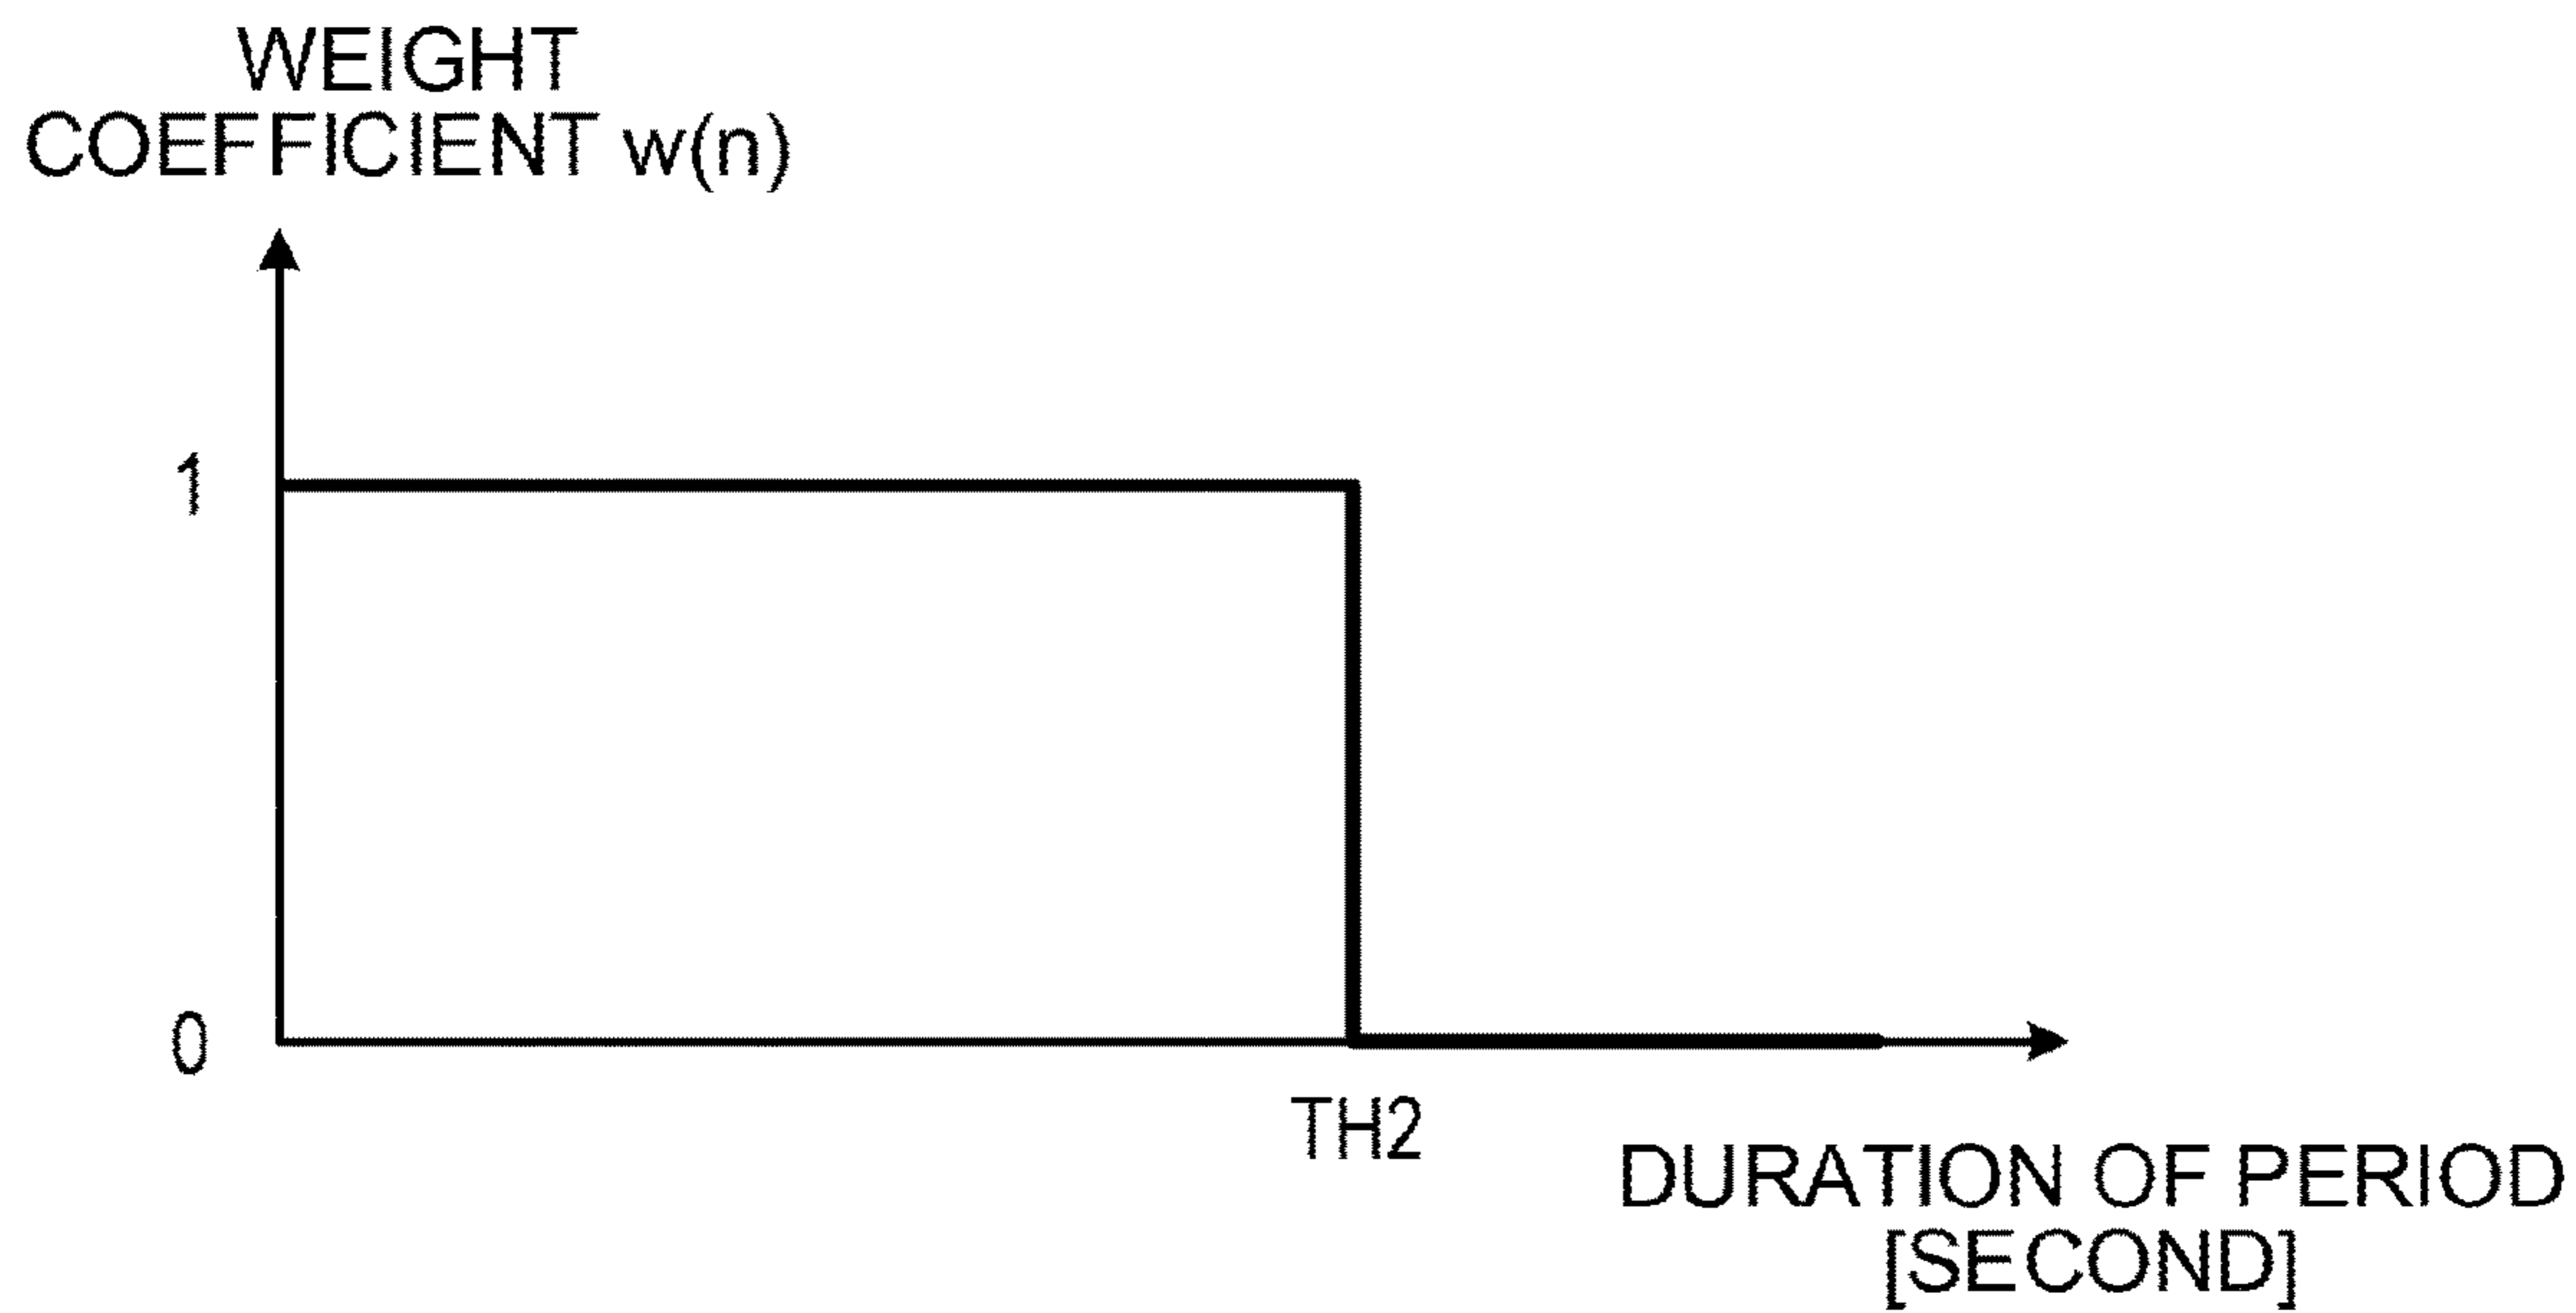 WEIGHT
COEFFICIENT w(n)
1
0
TH2
DURATION OF PERIOD
[SECOND]